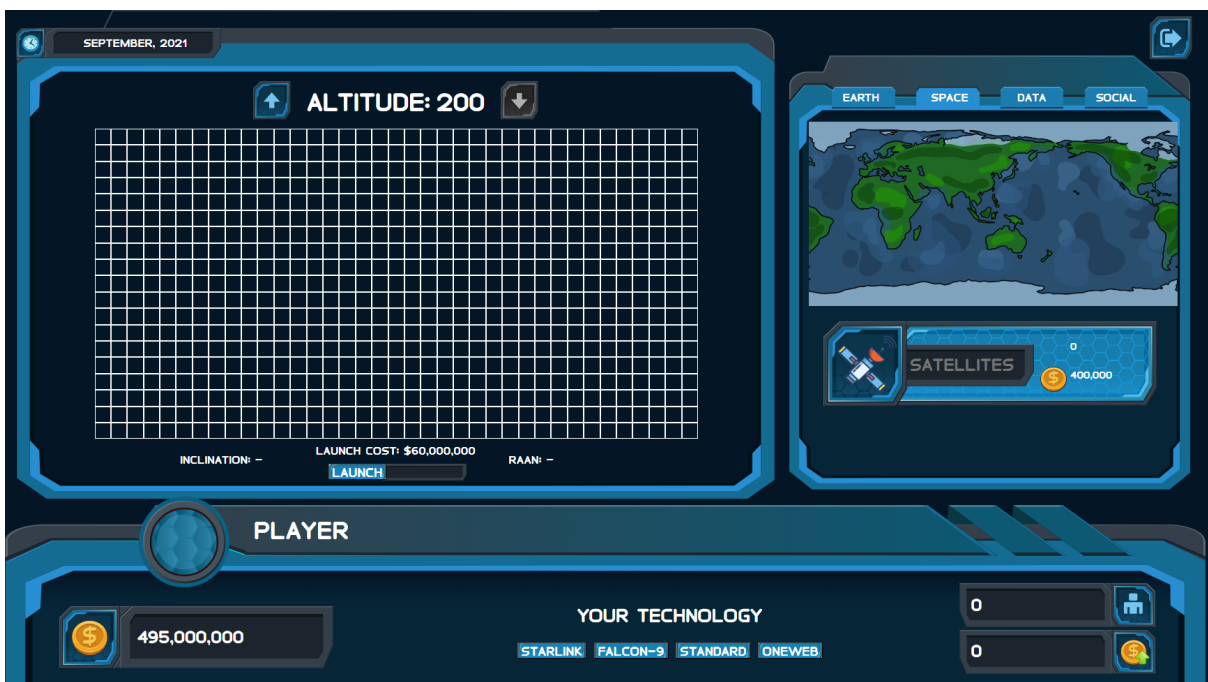 SEPTEMBER, 2021
ALTITUDE: 200
INCLINATION: –
LAUNCH COST: $60,000,000
LAUNCH
RAAN: –
EARTH
SPACE
DATA
SOCIAL
SATELLITES
0
400,000
PLAYER
495,000,000
YOUR TECHNOLOGY
STARLINK
FALCON-9
STANDARD
ONEWEB
0
0